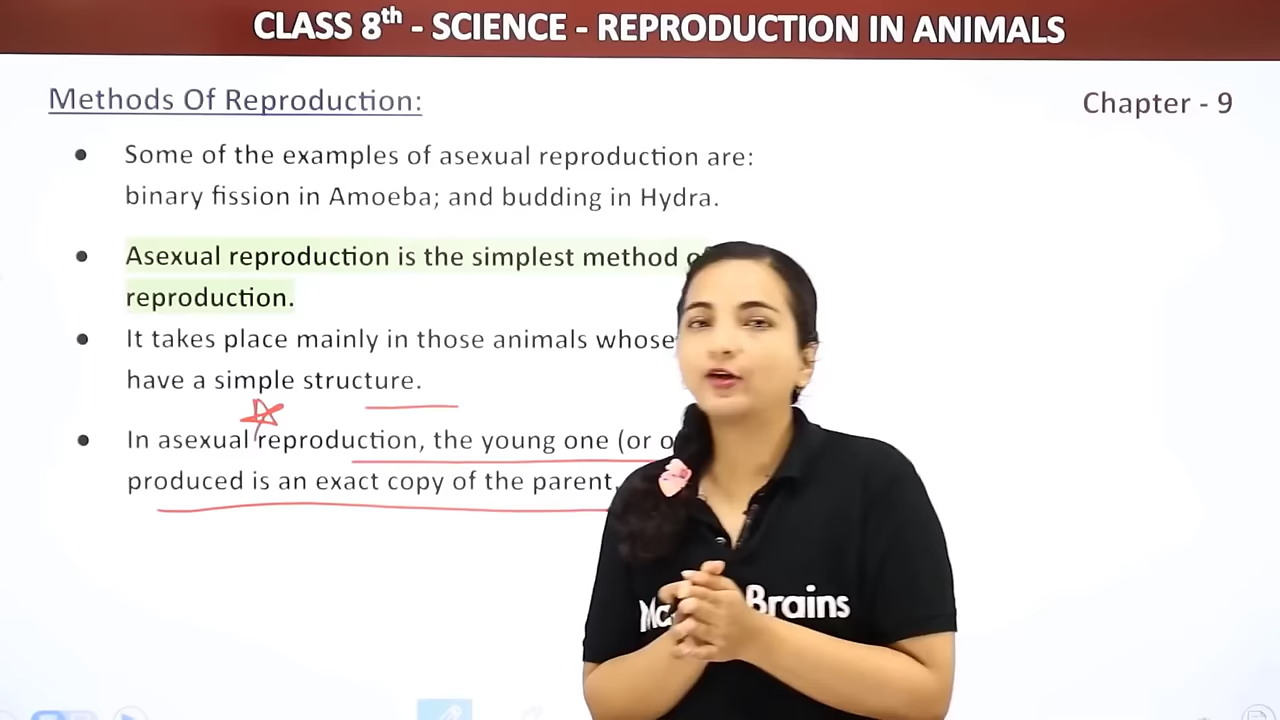 CLASS 8th - SCIENCE - REPRODUCTION IN ANIMALS
Methods Of Reproduction:
Chapter - 9
● Some of the examples of asexual reproduction are:
binary fission in Amoeba; and budding in Hydra.
● Asexual reproduction is the simplest method
reproduction.
● It takes place mainly in those animals whose
have a simple structure.
● In asexual reproduction, the young one (or
produced is an exact copy of the parent.
Brains